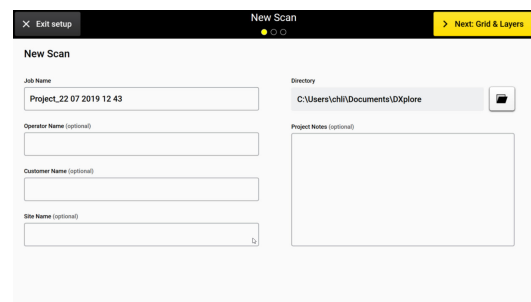 Exit setup
New Scan
Next: Grid & Layers
New Scan
Job Name
Project_22 07 2019 12 43
Directory
C:\Users\chli\Documents\DXplore
Operator Name (optional)
Project Notes (optional)
Customer Name (optional)
Site Name (optional)